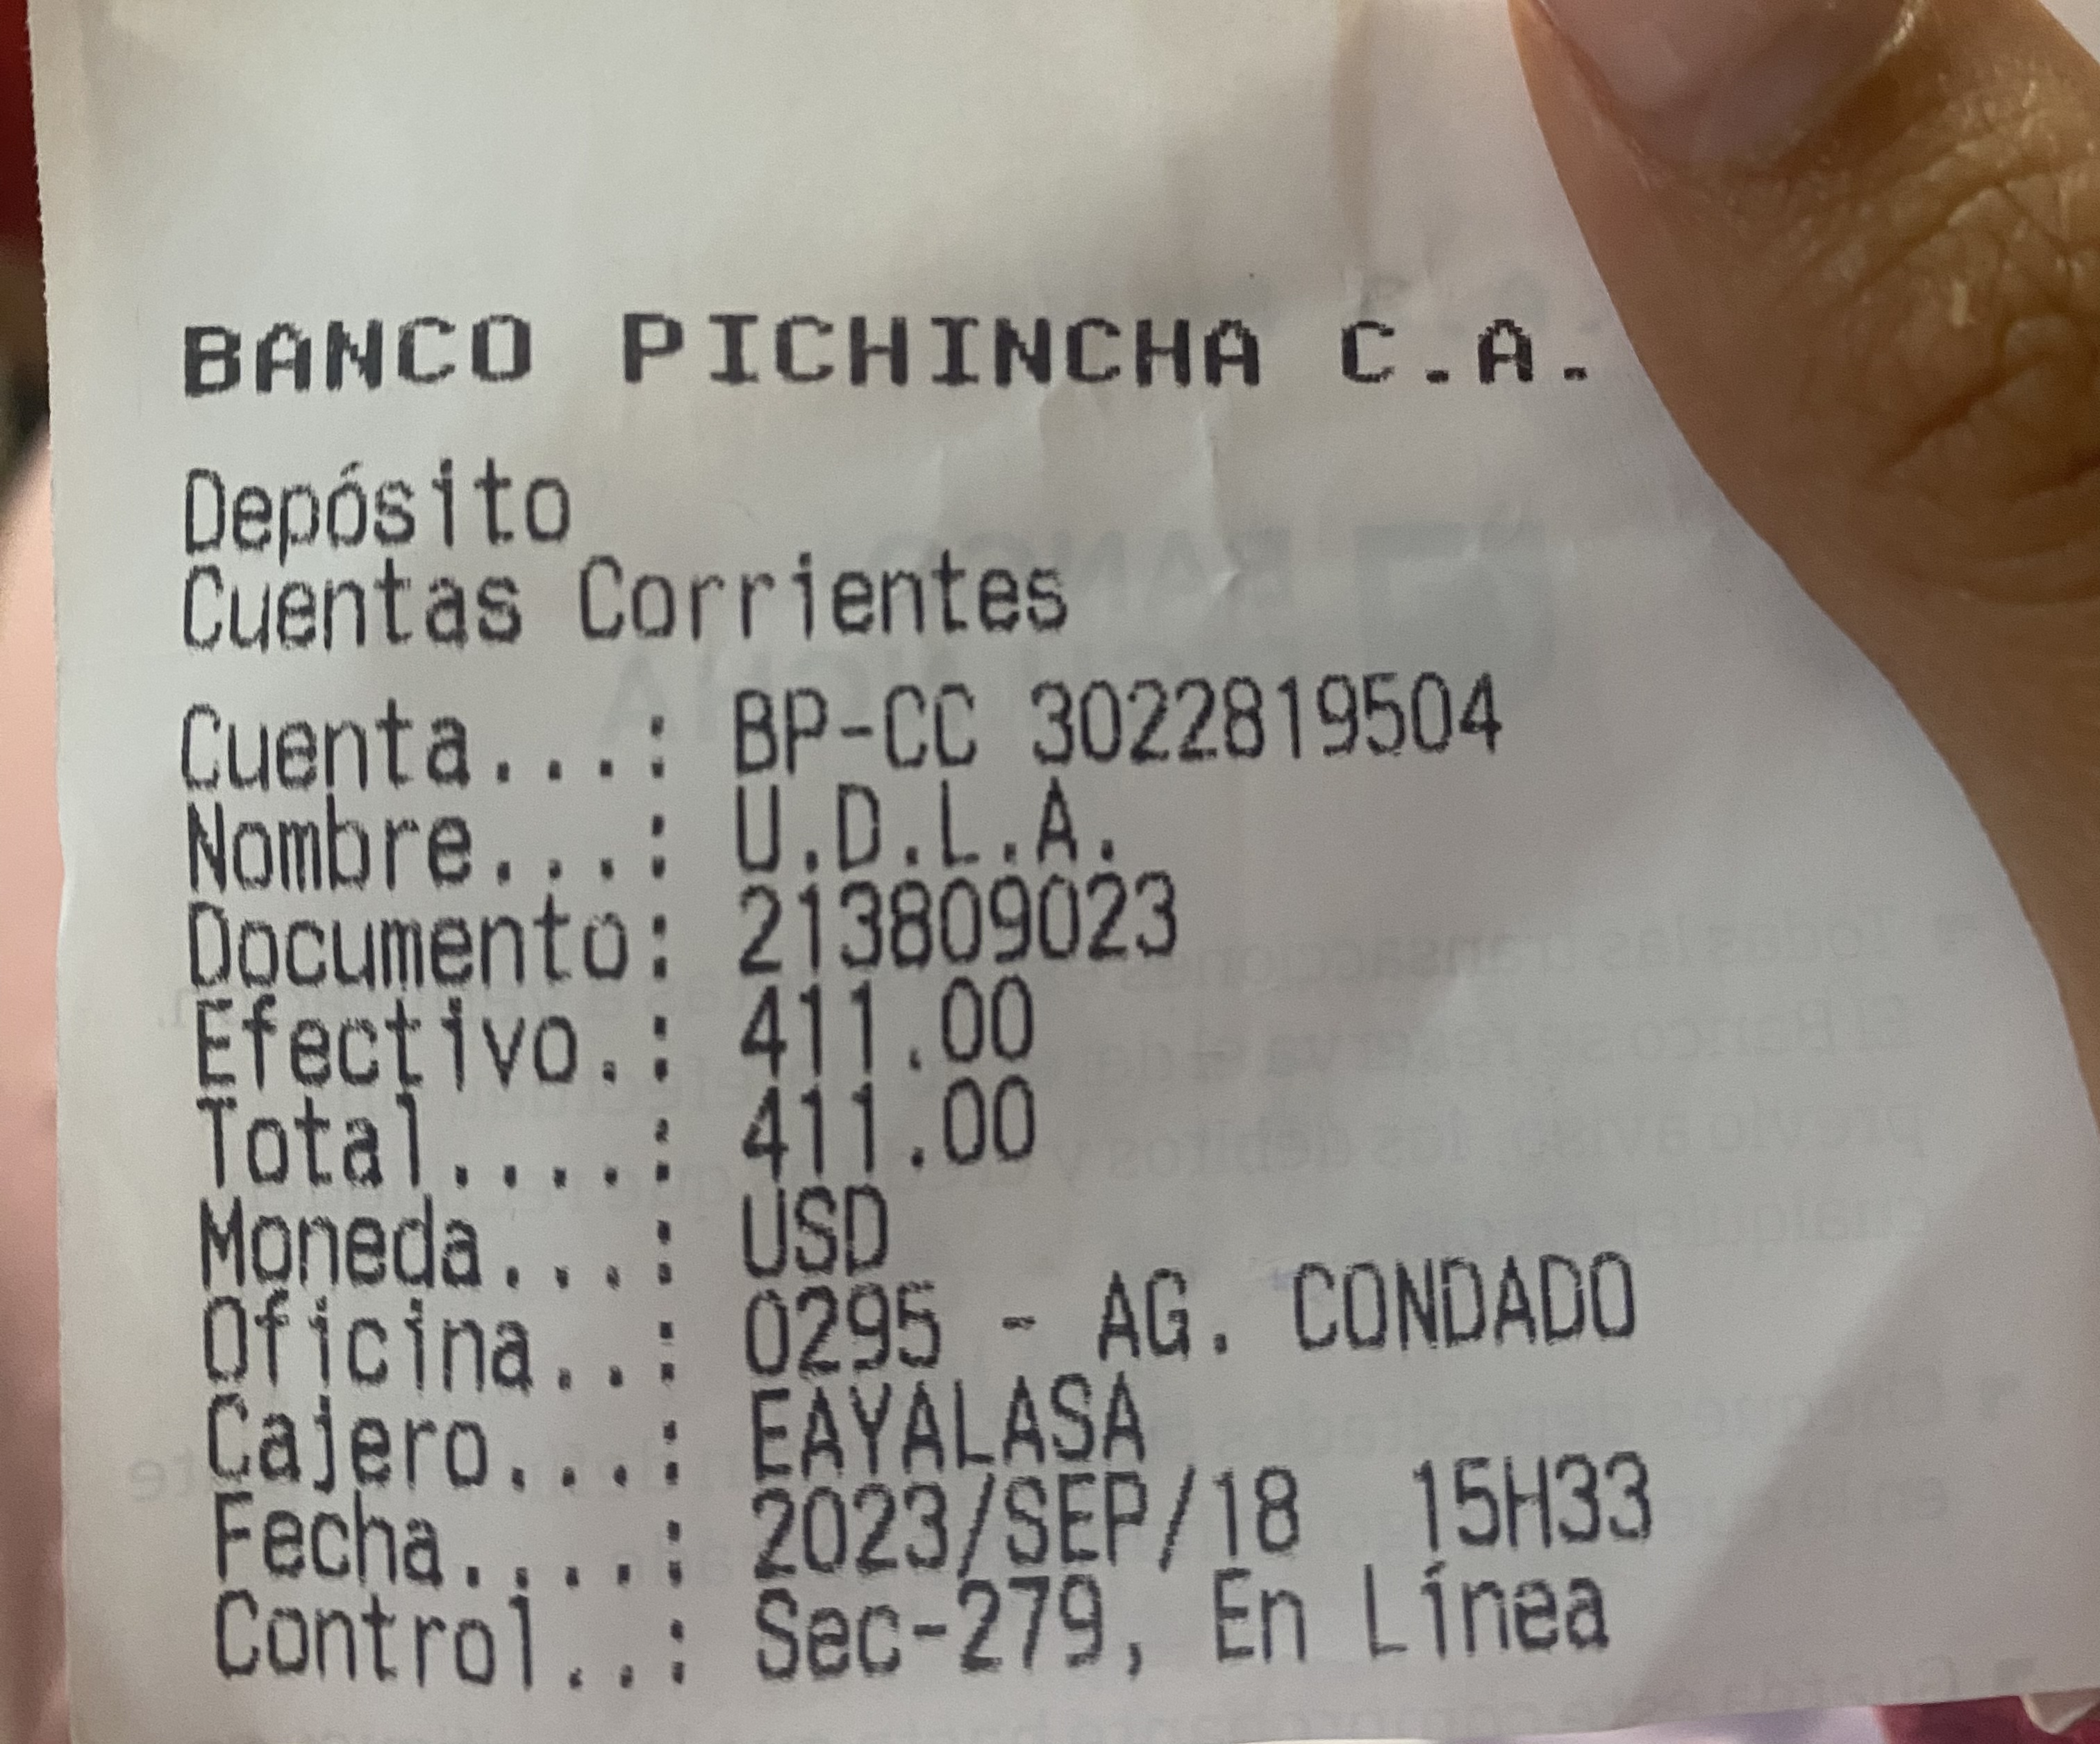 BANCO PICHINCHA C.A.
Depósito
Cuentas Corrientes
Cuenta...: BP-CC 3022819504
Nombre...: U.D.L.A.
Documento: 213809023
Efectivo.: 411.00
Total....: 411.00
Moneda...: USD
Oficina..: 0295 - AG. CONDADO
Cajero...: EAYALASA
Fecha....: 2023/SEP/18  15H33
Control..: Sec-279, En Línea